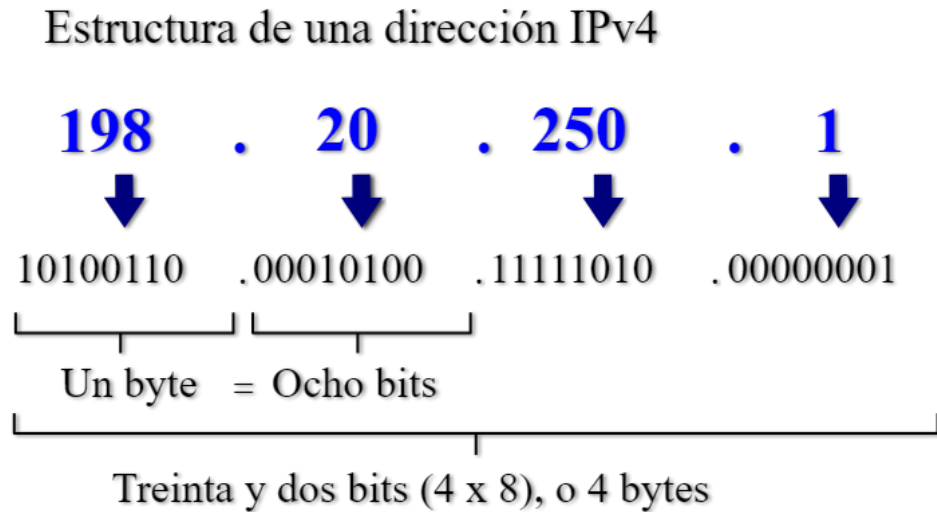 Estructura de una dirección IPv4
198 . 20 . 250 . 1
10100110 .00010100 .11111010 .00000001
Un byte = Ocho bits
Treinta y dos bits (4 x 8), o 4 bytes